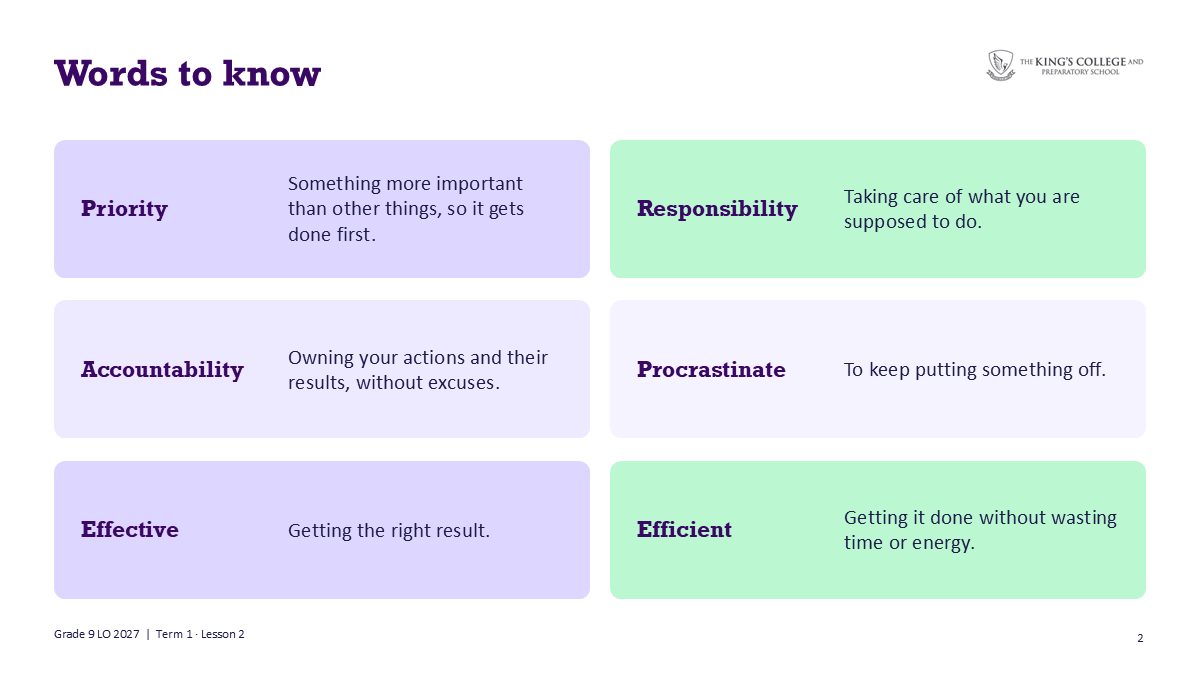 Words to know
THE KING'S COLLEGE AND
PREPARATORY SCHOOL
Priority
Something more important
than other things, so it gets
done first.
Responsibility
Taking care of what you are
supposed to do.
Accountability
Owning your actions and their
results, without excuses.
Procrastinate
To keep putting something off.
Effective
Getting the right result.
Efficient
Getting it done without wasting
time or energy.
Grade 9 LO 2027 | Term 1 · Lesson 2
2